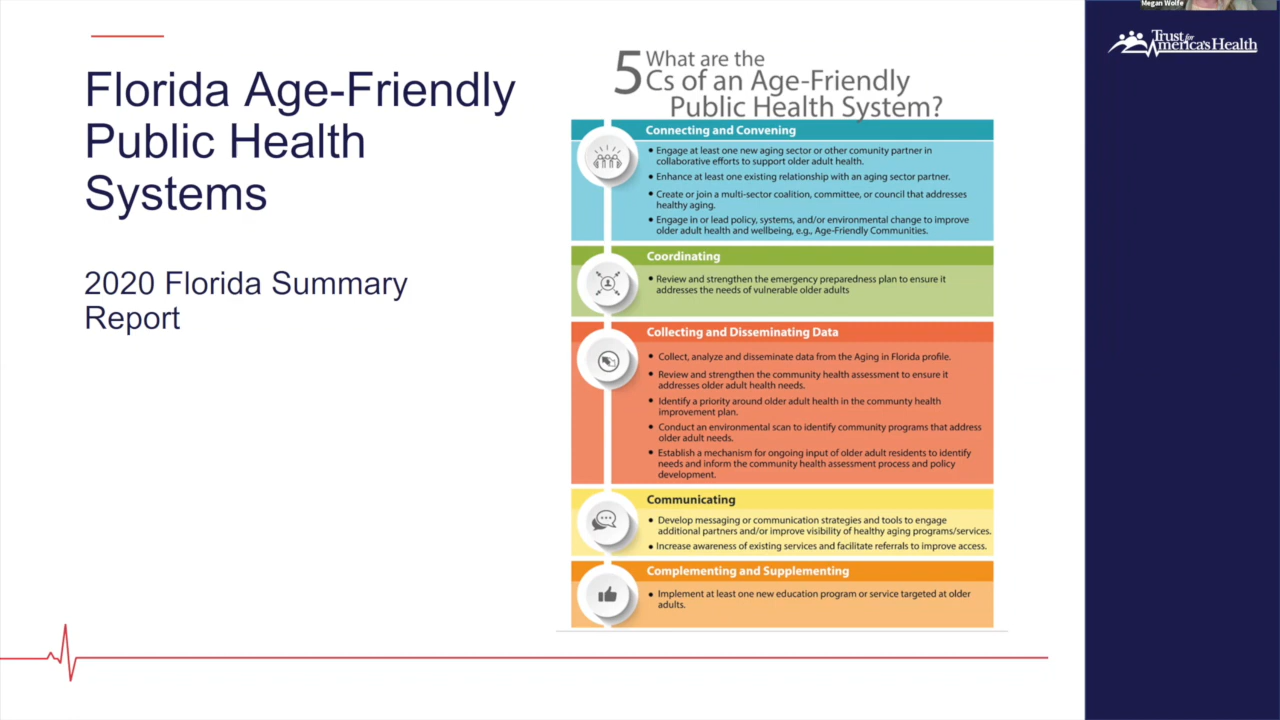 Megan Wolfe
Trust for
America's Health
Florida Age-Friendly
Public Health
Systems
2020 Florida Summary
Report
5 What are the
Cs of an Age-Friendly
Public Health System?
Connecting and Convening
• Engage at least one new aging sector or other comunity partner in
collaborative efforts to support older adult health.
• Enhance at least one existing relationship with an aging sector partner.
• Create or join a multi-sector coalition, committee, or council that addresses
healthy aging.
• Engage in or lead policy, systems, and/or environmental change to improve
older adult health and wellbeing, e.g., Age-Friendly Communities.
Coordinating
• Review and strengthen the emergency preparedness plan to ensure it
addresses the needs of vulnerable older adults
Collecting and Disseminating Data
• Collect, analyze and disseminate data from the Aging in Florida profile.
• Review and strengthen the community health assessment to ensure it
addresses older adult health needs.
• Identify a priority around older adult health in the communty health
improvement plan.
• Conduct an environmental scan to identify community programs that address
older adult needs.
• Establish a mechanism for ongoing input of older adult residents to identify
needs and inform the community health assessment process and policy
development.
Communicating
• Develop messaging or communication strategies and tools to engage
additional partners and/or improve visibility of healthy aging programs/services.
• Increase awareness of existing services and facilitate referrals to improve access.
Complementing and Supplementing
• Implement at least one new education program or service targeted at older
adults.